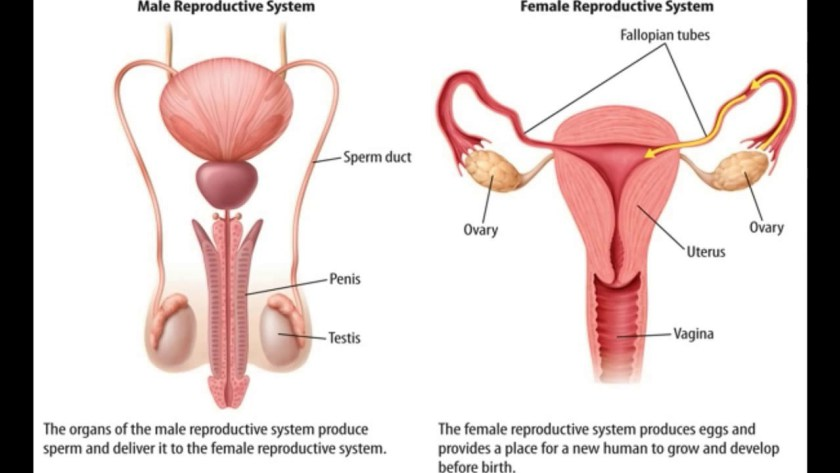 Male Reproductive System
Sperm duct
Penis
Testis
The organs of the male reproductive system produce
sperm and deliver it to the female reproductive system.
Female Reproductive System
Fallopian tubes
Ovary
Ovary
Uterus
Vagina
The female reproductive system produces eggs and
provides a place for a new human to grow and develop
before birth.